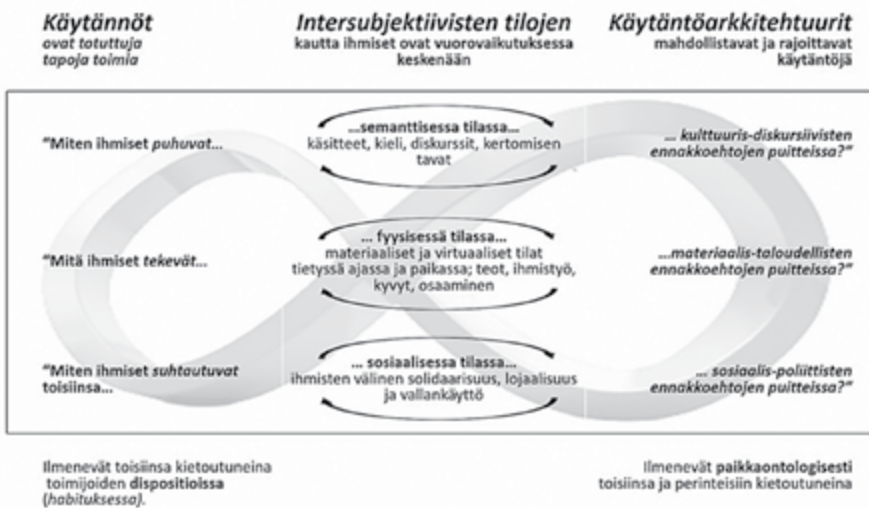 Käytännöt
ovat totuttuja
tapoja toimia
Intersubjektiivisten tilojen
kautta ihmiset ovat vuorovaikutuksessa
keskenään
Käytäntöarkkitehtuurit
mahdollistavat ja rajoittavat
käytäntöjä
"Miten ihmiset puhuvat...
...semanttisessa tilassa...
käsitteet, kieli, diskurssit, kertomisen
tavat
... kulttuuris-diskursiivisten
ennakkoehtojen puitteissa?"
"Mitä ihmiset tekevät...
... fyysisessä tilassa...
materiaaliset ja virtuaaliset tilat
tietyssä ajassa ja paikassa; teot, ihmistyö,
kyvyt, osaaminen
...materiaalis-taloudellisten
ennakkoehtojen puitteissa?"
"Miten ihmiset suhtautuvat
toisiinsa...
... sosiaalisessa tilassa...
ihmisten välinen solidaarisuus, lojaalisuus
ja vallankäyttö
... sosiaalis-poliittisten
ennakkoehtojen puitteissa?"
Ilmenevät toisiinsa kietoutuneina
toimijoiden dispositioissa
(habituksessa).
Ilmenevät paikkaontologisesti
toisiinsa ja perinteisiin kietoutuneina